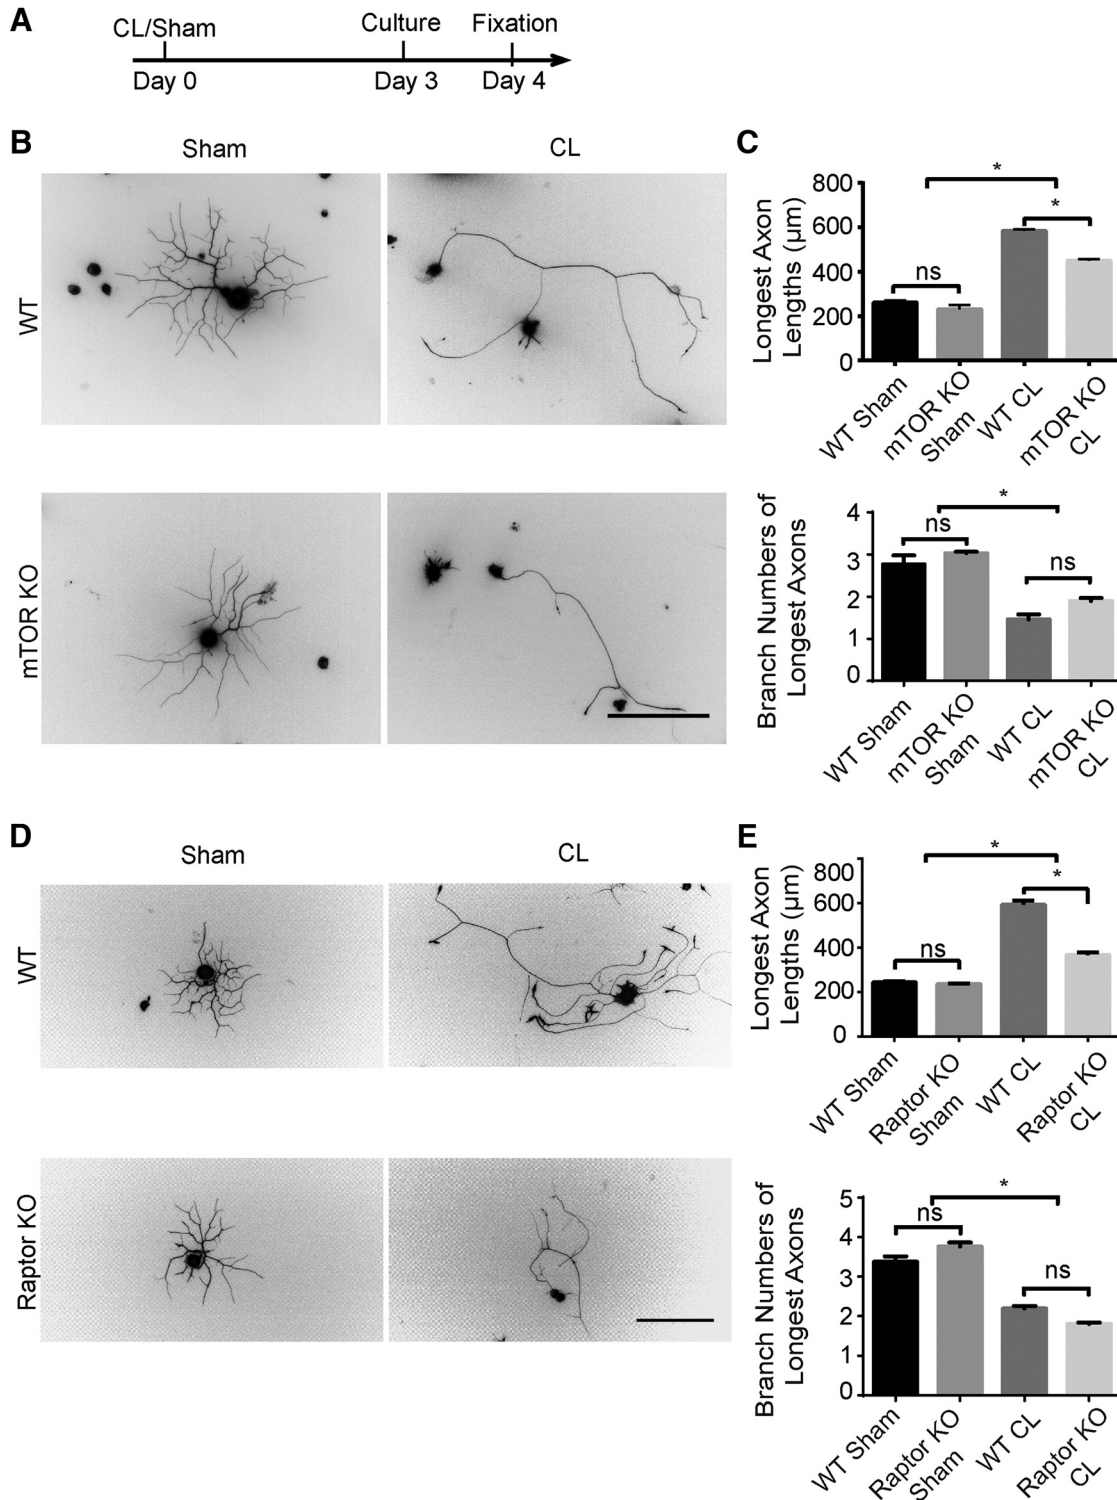 A
CL/Sham
Culture
Fixation
Day 0
Day 3
Day 4
B
Sham
CL
WT
mTOR KO
C
Longest Axon
Lengths (µm)
800
600
400
200
0
ns
*
*
WT Sham
mTOR KO
Sham
WT CL
mTOR KO
CL
Branch Numbers of
Longest Axons
4
3
2
1
0
ns
*
ns
WT Sham
mTOR KO
Sham
WT CL
mTOR KO
CL
D
Sham
CL
WT
Raptor KO
E
Longest Axon
Lengths (µm)
800
600
400
200
0
ns
*
*
WT Sham
Raptor KO
Sham
WT CL
Raptor KO
CL
Branch Numbers of
Longest Axons
5
4
3
2
1
0
ns
*
ns
WT Sham
Raptor KO
Sham
WT CL
Raptor KO
CL